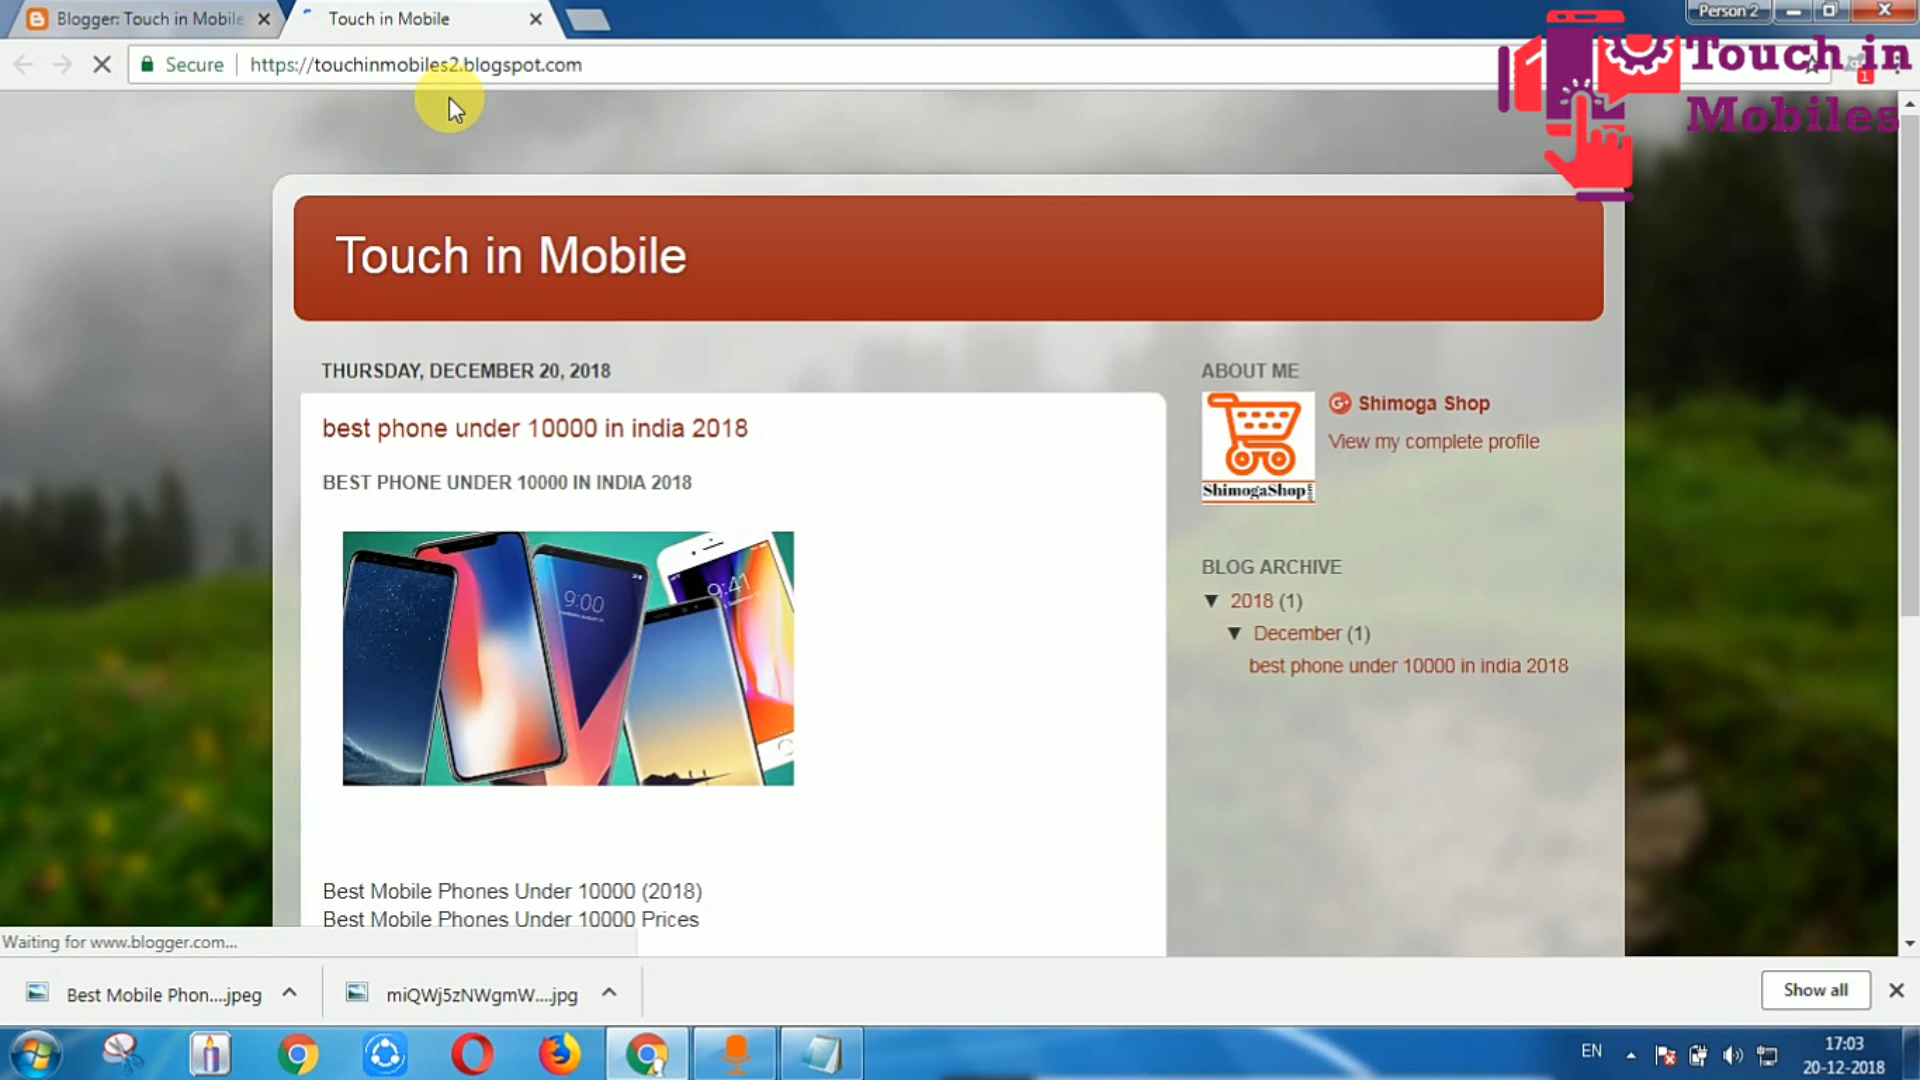 Blogger: Touch in Mobile
Touch in Mobile
Person 2
Secure
https://touchinmobiles2.blogspot.com
1
Touch in
Mobiles
Touch in Mobile
THURSDAY, DECEMBER 20, 2018
best phone under 10000 in india 2018
BEST PHONE UNDER 10000 IN INDIA 2018
9:00
9:41
Best Mobile Phones Under 10000 (2018)
Best Mobile Phones Under 10000 Prices
ABOUT ME
ShimogaShop
G+ Shimoga Shop
View my complete profile
BLOG ARCHIVE
▼ 2018 (1)
▼ December (1)
best phone under 10000 in india 2018
Waiting for www.blogger.com...
Best Mobile Phon....jpeg
miQWj5zNWgmW....jpg
Show all
EN
17:03
20-12-2018